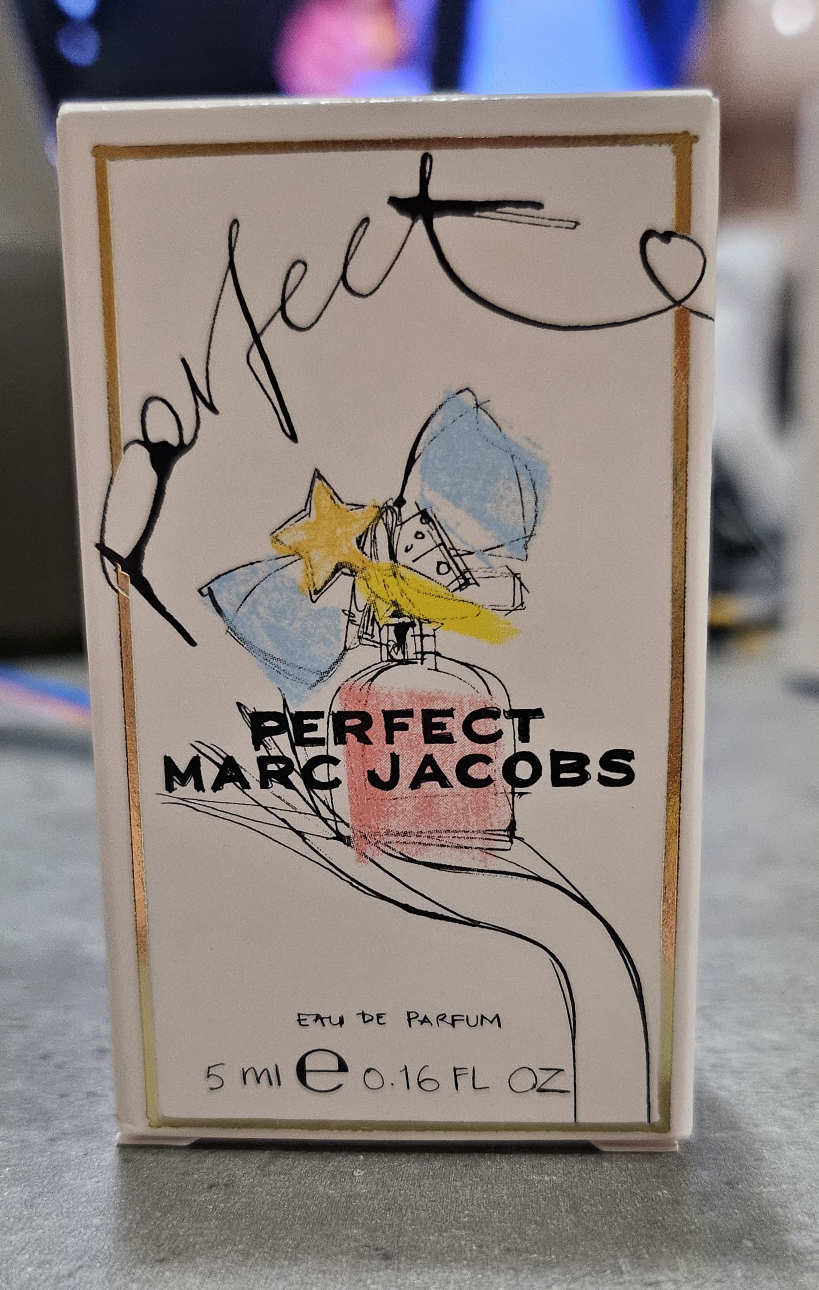 perfect
PERFECT
MARC JACOBS
EAU DE PARFUM
5 ml e 0.16 FL OZ